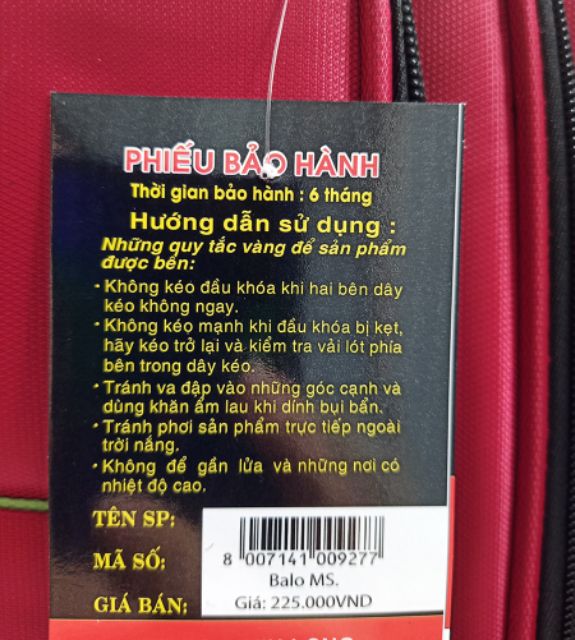 PHIẾU BẢO HÀNH
Thời gian bảo hành : 6 tháng
Hướng dẫn sử dụng :
Những quy tắc vàng để sản phẩm
được bền:
• Không kéo đầu khóa khi hai bên dây
kéo không ngay.
• Không kéo mạnh khi đầu khóa bị kẹt,
hãy kéo trở lại và kiểm tra vải lót phía
bên trong dây kéo.
• Tránh va đập vào những góc cạnh và
dùng khăn ẩm lau khi dính bụi bẩn.
• Tránh phơi sản phẩm trực tiếp ngoài
trời nắng.
• Không để gần lửa và những nơi có
nhiệt độ cao.
TÊN SP:
MÃ SỐ:
GIÁ BÁN:
8 007141 009277
Balo MS.
Giá: 225.000VND